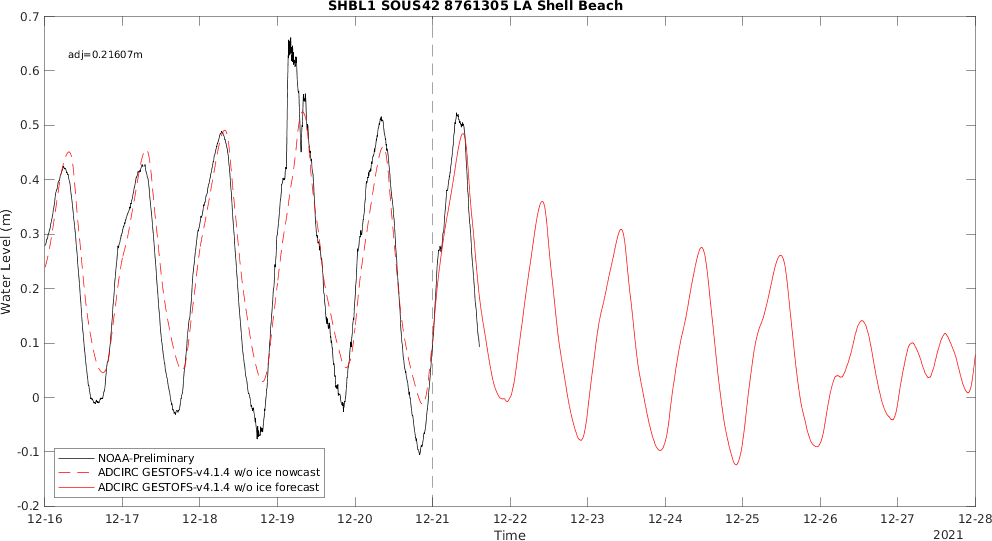 SHBL1 SOUS42 8761305 LA Shell Beach
adj=0.21607m
Water Level (m)
0.7
0.6
0.5
0.4
0.3
0.2
0.1
0
-0.1
-0.2
NOAA-Preliminary
ADCIRC GESTOFS-v4.1.4 w/o ice nowcast
ADCIRC GESTOFS-v4.1.4 w/o ice forecast
12-16 12-17 12-18 12-19 12-20 12-21 12-22 12-23 12-24 12-25 12-26 12-27 12-28
Time
2021